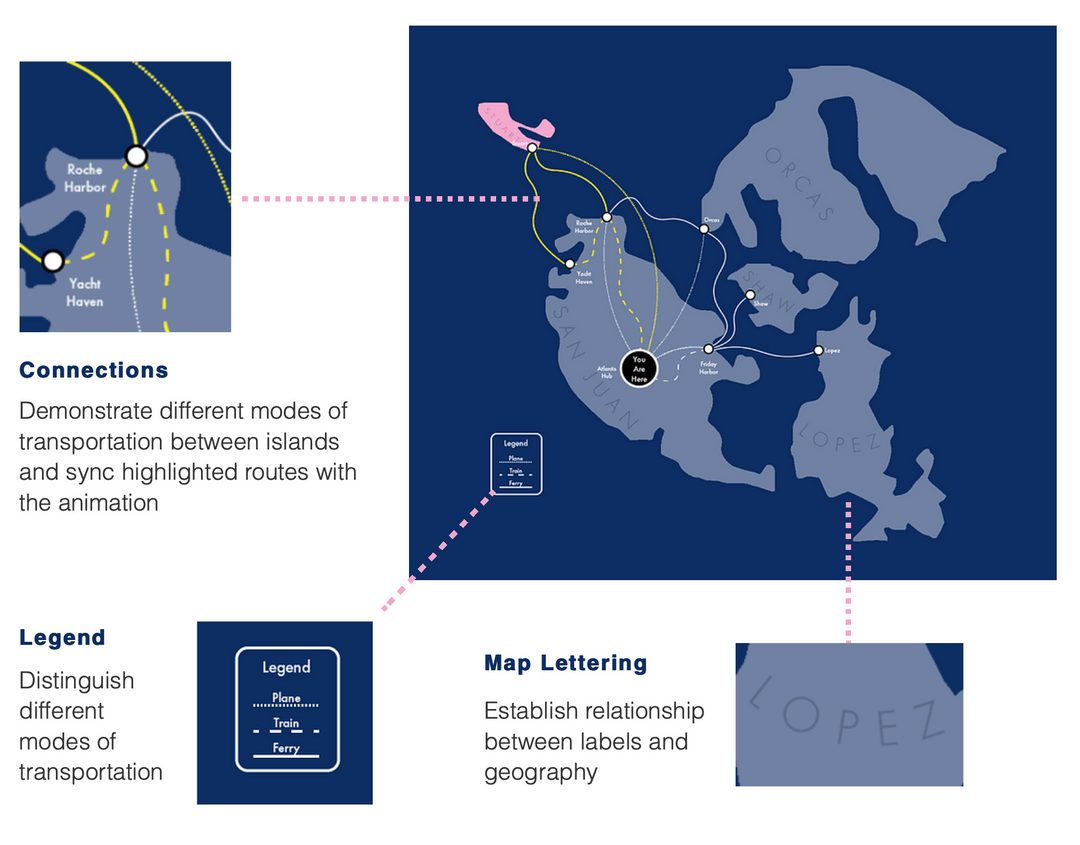 Roche
Harbor
Yacht
Haven
Connections
Demonstrate different modes of
transportation between islands
and sync highlighted routes with
the animation
STUART
ORCAS
Orcas
Roche
Harbor
Yacht
Haven
SHAW
Shaw
SAN JUAN
Atlantis
Hub
You
Are
Here
Friday
Harbor
Lopez
LOPEZ
Legend
Plane
Train
Ferry
Legend
Distinguish
different
modes of
transportation
Legend
Plane
Train
Ferry
Map Lettering
Establish relationship
between labels and
geography
LOPEZ